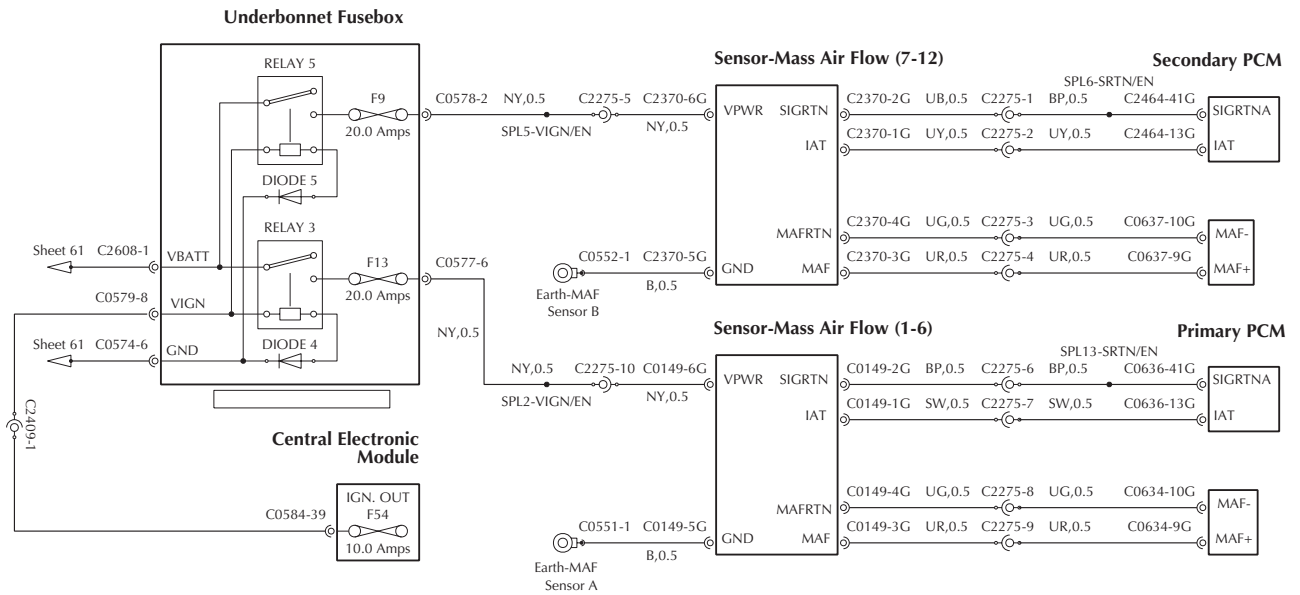 Underbonnet Fusebox
RELAY 5
F9
20.0 Amps
DIODE 5
RELAY 3
F13
20.0 Amps
DIODE 4
VBATT
VIGN
GND
Sheet 61 C2608-1
C0579-8
Sheet 61 C0574-6
C2409-1
Central Electronic
Module
IGN. OUT
F54
10.0 Amps
C0584-39
C0578-2 NY,0.5 C2275-5 C2370-6G
SPL5-VIGN/EN NY,0.5
C0577-6
NY,0.5
NY,0.5 C2275-10 C0149-6G
SPL2-VIGN/EN NY,0.5
Sensor-Mass Air Flow (7-12)
VPWR SIGRTN
IAT
MAFRTN
GND MAF
C0552-1 C2370-5G
B,0.5
Earth-MAF
Sensor B
Secondary PCM
SPL6-SRTN/EN
C2370-2G UB,0.5 C2275-1 BP,0.5 C2464-41G SIGRTNA
C2370-1G UY,0.5 C2275-2 UY,0.5 C2464-13G IAT
C2370-4G UG,0.5 C2275-3 UG,0.5 C0637-10G MAF-
C2370-3G UR,0.5 C2275-4 UR,0.5 C0637-9G MAF+
Sensor-Mass Air Flow (1-6)
VPWR SIGRTN
IAT
MAFRTN
GND MAF
C0551-1 C0149-5G
B,0.5
Earth-MAF
Sensor A
Primary PCM
SPL13-SRTN/EN
C0149-2G BP,0.5 C2275-6 BP,0.5 C0636-41G SIGRTNA
C0149-1G SW,0.5 C2275-7 SW,0.5 C0636-13G IAT
C0149-4G UG,0.5 C2275-8 UG,0.5 C0634-10G MAF-
C0149-3G UR,0.5 C2275-9 UR,0.5 C0634-9G MAF+